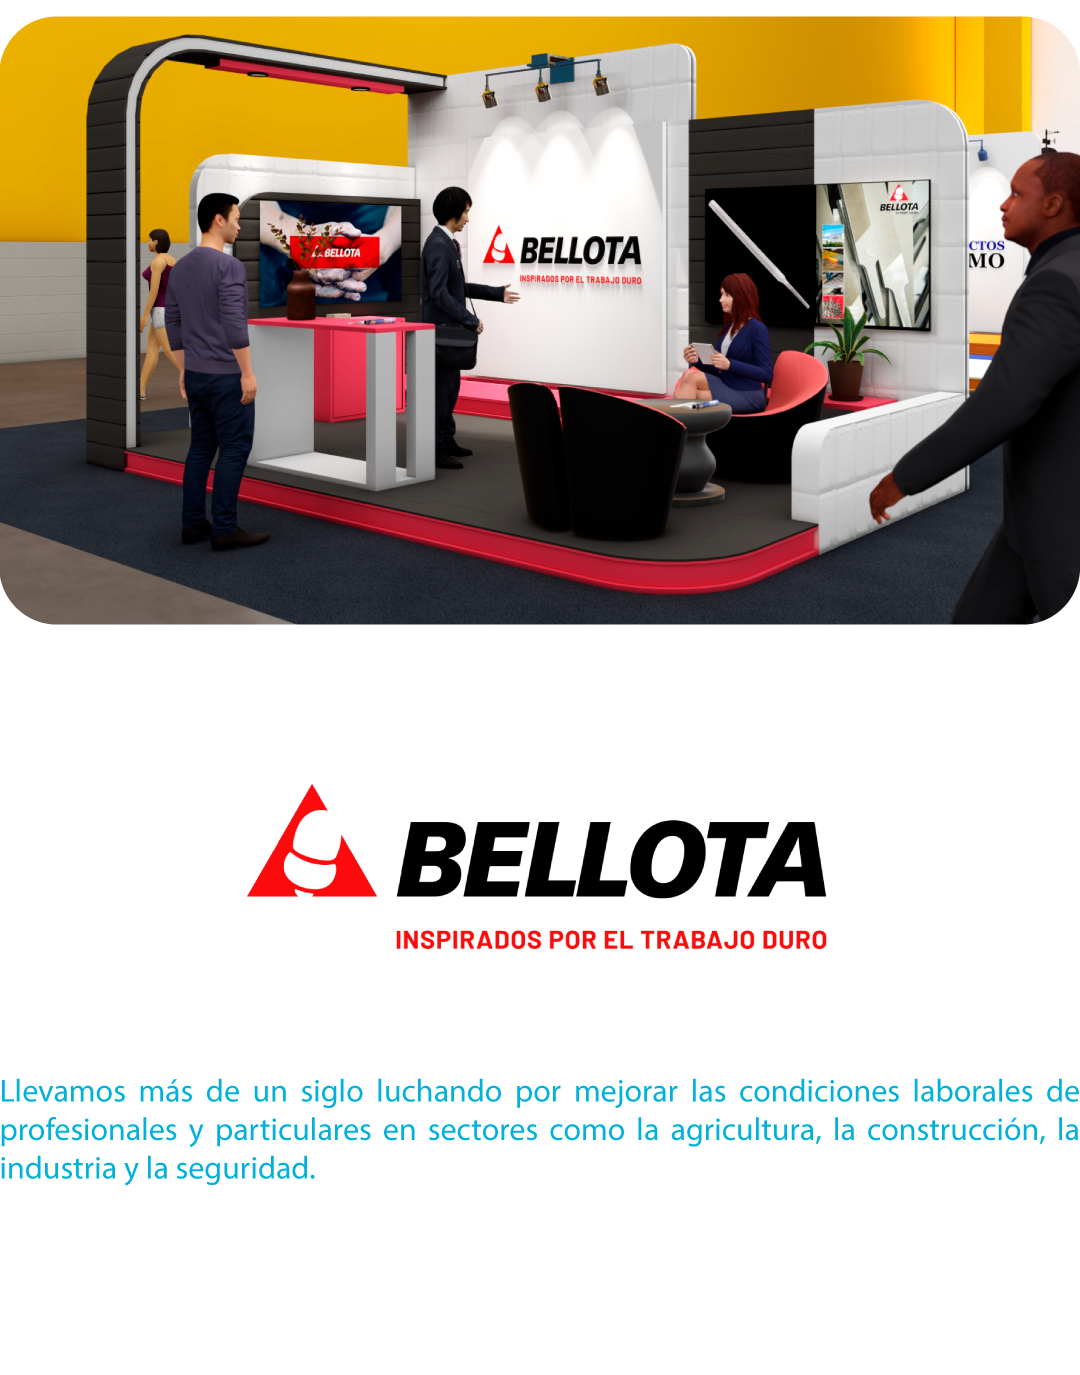 BELLOTA
BELLOTA
INSPIRADOS POR EL TRABAJO DURO
BELLOTA
CTOS
MO
BELLOTA
INSPIRADOS POR EL TRABAJO DURO
Llevamos más de un siglo luchando por mejorar las condiciones laborales de
profesionales y particulares en sectores como la agricultura, la construcción, la
industria y la seguridad.